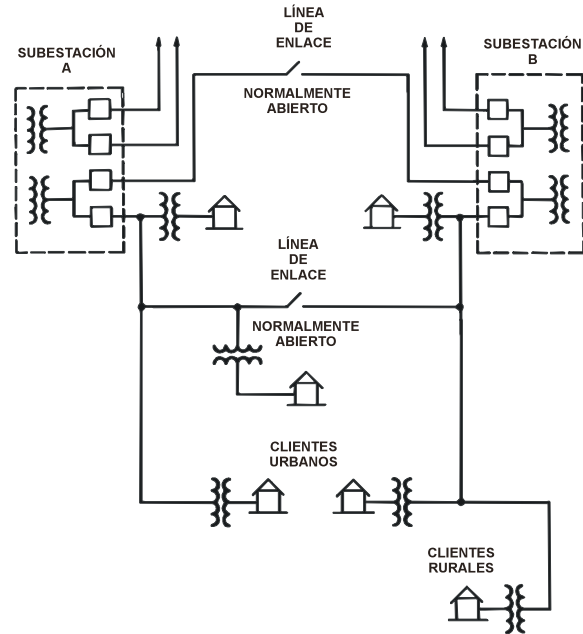 LÍNEA
DE
ENLACE
SUBESTACIÓN
A
SUBESTACIÓN
B
NORMALMENTE
ABIERTO
LÍNEA
DE
ENLACE
NORMALMENTE
ABIERTO
CLIENTES
URBANOS
CLIENTES
RURALES